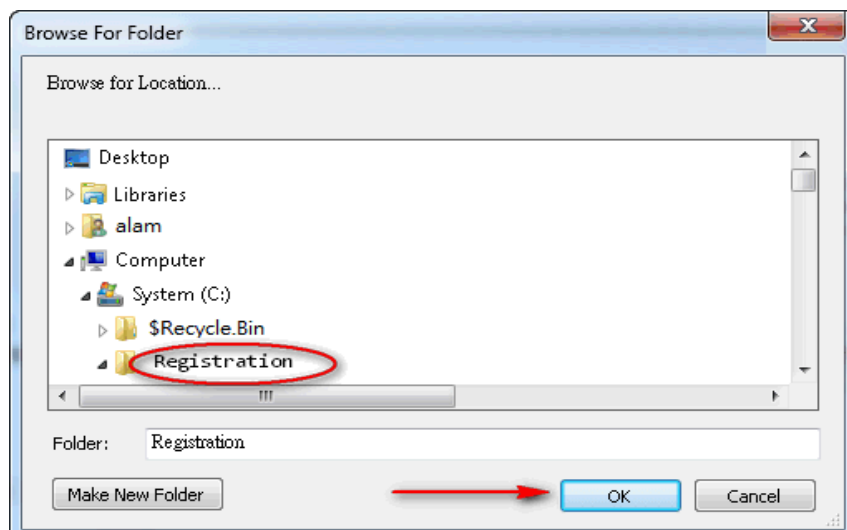 Browse For Folder
Browse for Location...
Desktop
Libraries
alam
Computer
System (C:)
$Recycle.Bin
Registration
Folder: Registration
Make New Folder OK Cancel